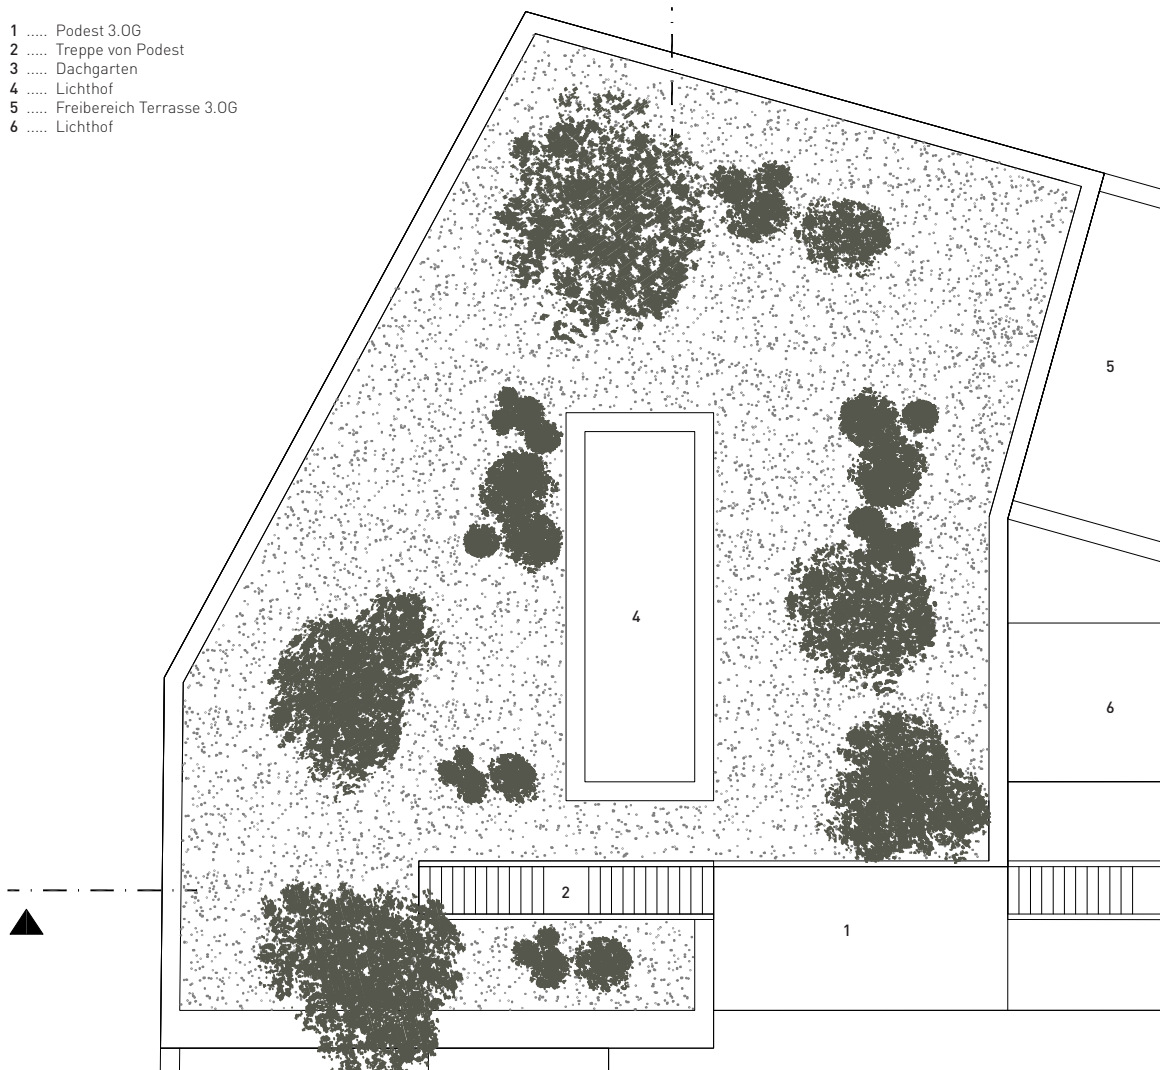 1 ..... Podest 3.OG
2 ..... Treppe von Podest
3 ..... Dachgarten
4 ..... Lichthof
5 ..... Freibereich Terrasse 3.OG
6 ..... Lichthof
5
4
6
2
1